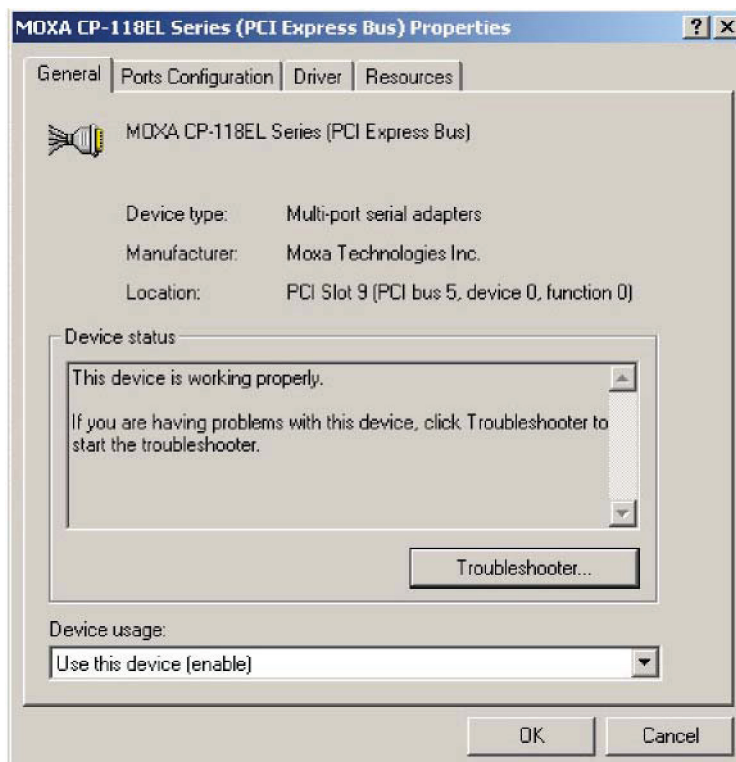 MOXA CP-118EL Series (PCI Express Bus) Properties
General Ports Configuration Driver Resources
MOXA CP-118EL Series (PCI Express Bus)
Device type: Multi-port serial adapters
Manufacturer: Moxa Technologies Inc.
Location: PCI Slot 9 (PCI bus 5, device 0, function 0)
Device status
This device is working properly.
If you are having problems with this device, click Troubleshooter to
start the troubleshooter.
Troubleshooter...
Device usage:
Use this device (enable)
OK Cancel